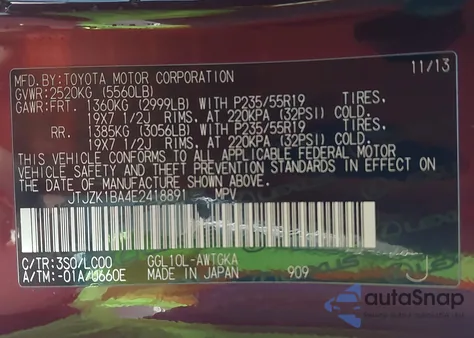 11/13
MFD.BY:TOYOTA MOTOR CORPORATION
GVWR:2520KG (5560LB)
GAWR:FRT. 1360KG (2999LB) WITH P235/55R19 TIRES,
19X7 1/2J RIMS, AT 220KPA (32PSI) COLD.
RR. 1385KG (3056LB) WITH P235/55R19 TIRES,
19X7 1/2J RIMS, AT 220KPA (32PSI) COLD.
THIS VEHICLE CONFORMS TO ALL APPLICABLE FEDERAL MOTOR
VEHICLE SAFETY AND THEFT PREVENTION STANDARDS IN EFFECT ON
THE DATE OF MANUFACTURE SHOWN ABOVE.
JTJZK1BA4E2418891 MPV
C/TR:3S0/LC00 GGL10L-AWTGKA
A/TM:-01A/U660E MADE IN JAPAN 909
J
autoSnap